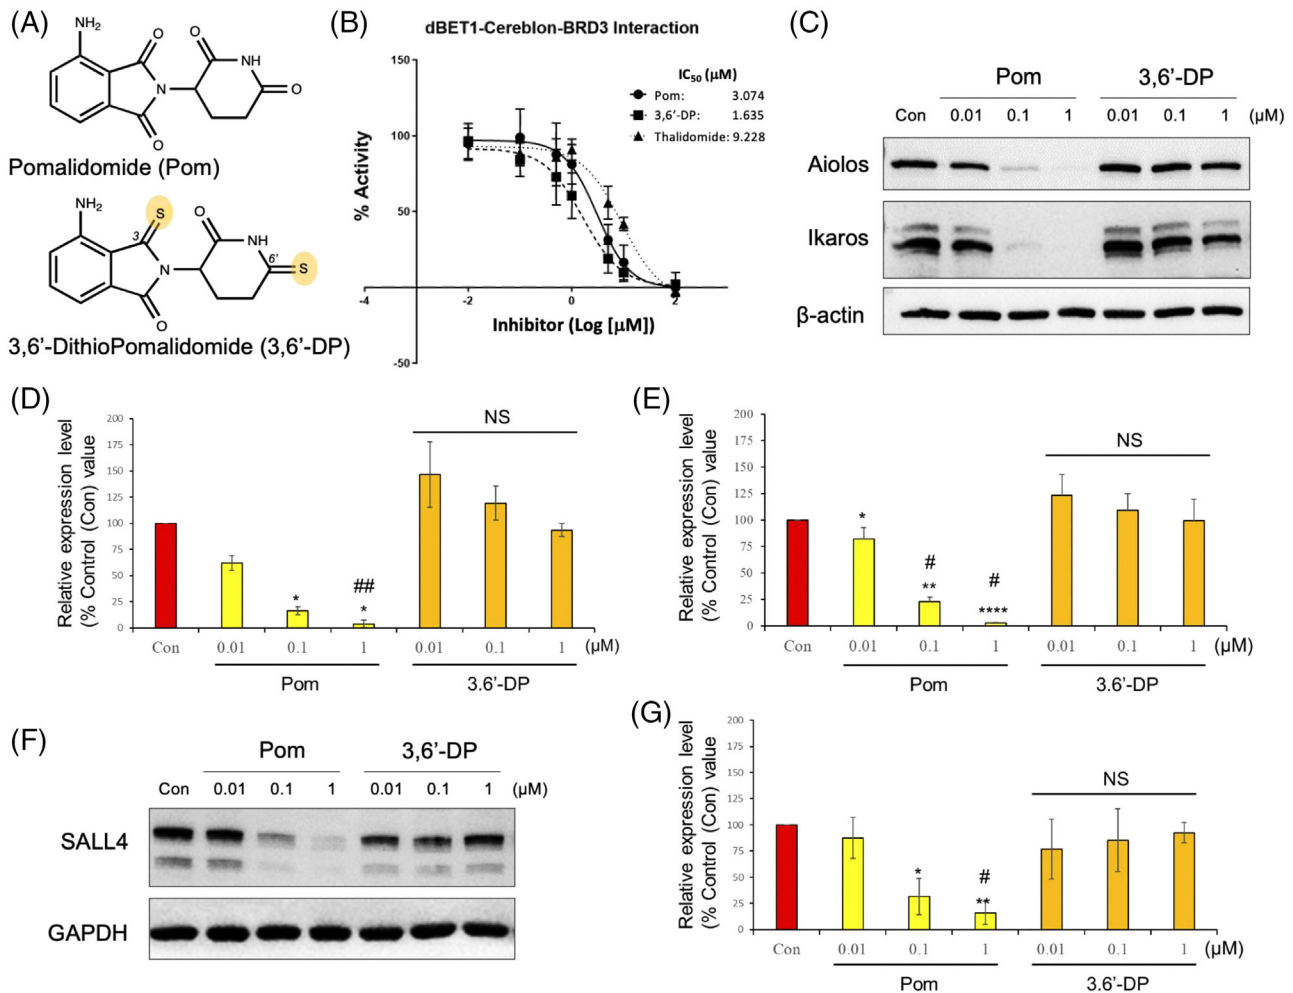 (A)
NH₂
O
O
NH
N
O
O
Pomalidomide (Pom)
NH₂
S
O
3
NH
6'
N
S
O
3,6'-DithioPomalidomide (3,6'-DP)
(B)
dBET1-Cereblon-BRD3 Interaction
150
100
50
-50
% Activity
-4
-2
0
2
Inhibitor (Log [μM])
IC₅₀ (μM)
Pom: 3.074
3,6'-DP: 1.635
Thalidomide: 9.228
(C)
Pom 3,6'-DP
Con 0.01 0.1 1 0.01 0.1 1 (μM)
Aiolos
Ikaros
β-actin
(D)
Relative expression level
(% Control (Con) value
200
175
150
125
100
75
50
25
0
NS
*
##
*
Con 0.01 0.1 1 0.01 0.1 1 (μM)
Pom 3.6'-DP
(E)
Relative expression level
(% Control (Con) value
200
175
150
125
100
75
50
25
0
NS
*
#
**
#
****
Con 0.01 0.1 1 0.01 0.1 1 (μM)
Pom 3.6'-DP
(F)
Pom 3,6'-DP
Con 0.01 0.1 1 0.01 0.1 1 (μM)
SALL4
GAPDH
(G)
Relative expression level
(% Control (Con) value
200
175
150
125
100
75
50
25
0
NS
*
#
**
Con 0.01 0.1 1 0.01 0.1 1 (μM)
Pom 3.6'-DP